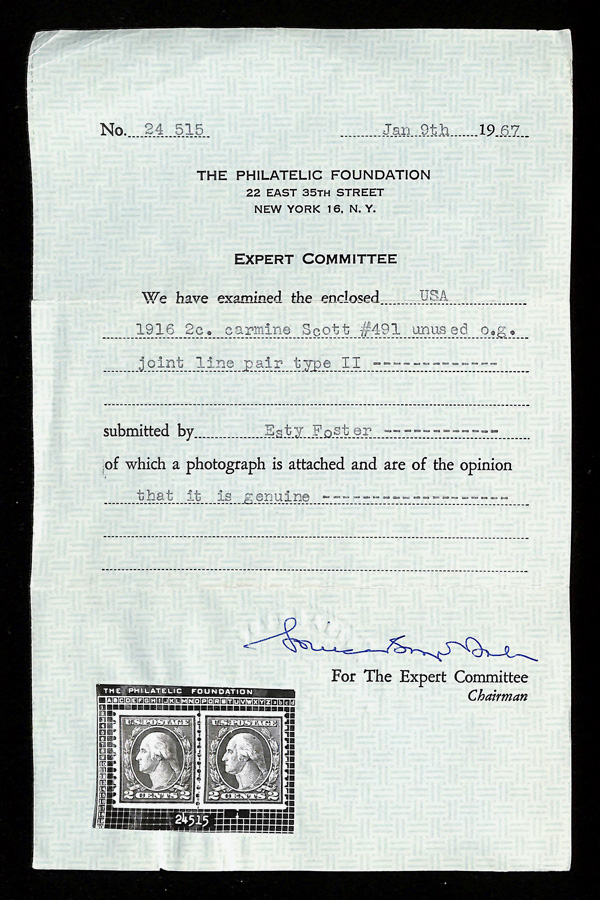 No. 24 515 Jan 9th 1967
THE PHILATELIC FOUNDATION
22 EAST 35TH STREET
NEW YORK 16, N. Y.
EXPERT COMMITTEE
We have examined the enclosed USA
1916 2c. carmine Scott #491 unused o.g.
joint line pair type II -------------
submitted by Esty Foster ------------
of which a photograph is attached and are of the opinion
that it is genuine --------------------
For The Expert Committee
Chairman
THE PHILATELIC FOUNDATION
ABCDEFGHIJKLMNOPQRSTUVWXYZ
U.S.POSTAGE U.S.POSTAGE
2 CENTS 2 2 CENTS 2
24515